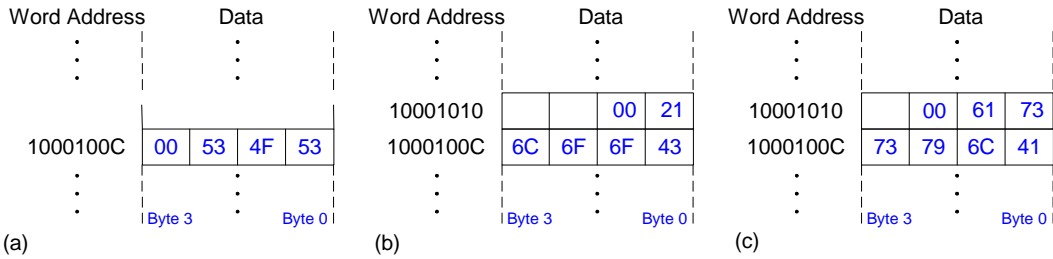 Word Address Data
10001010
1000100C 00 53 4F 53
Byte 3 Byte 0
(a)
Word Address Data
10001010 00 21
1000100C 6C 6F 6F 43
Byte 3 Byte 0
(b)
Word Address Data
10001010 00 61 73
1000100C 73 79 6C 41
Byte 3 Byte 0
(c)